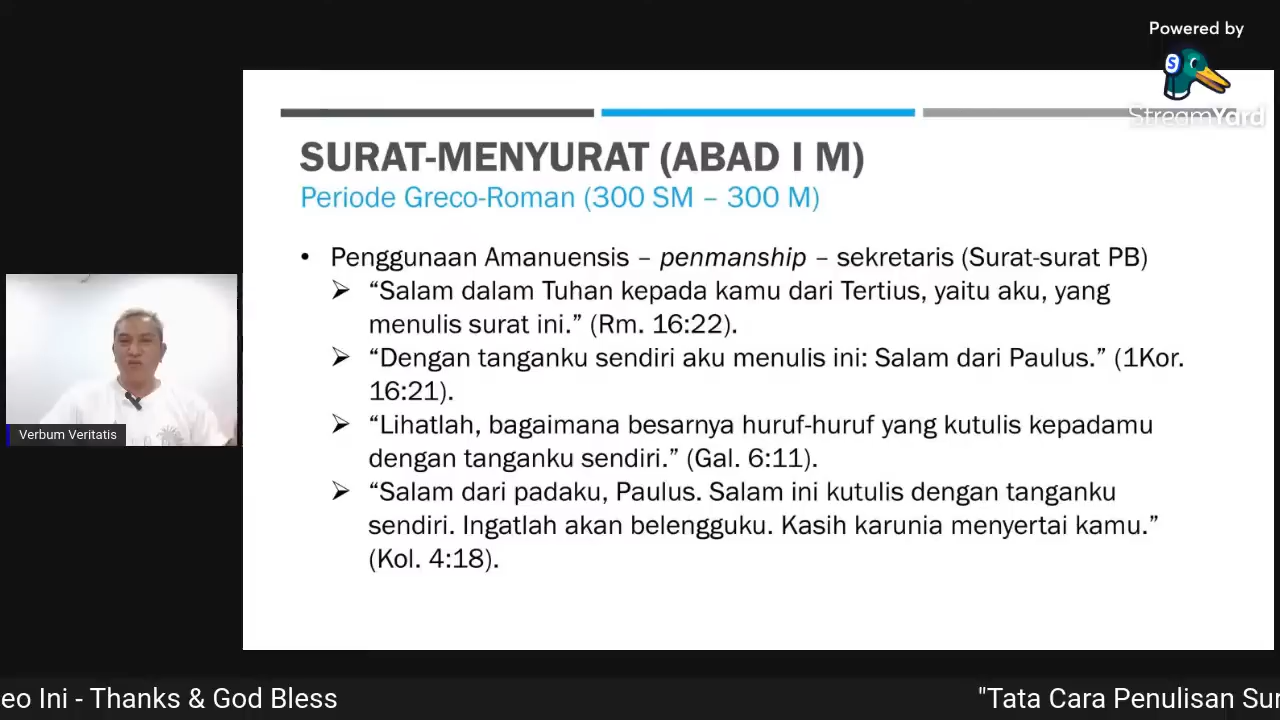 Powered by
StreamYard
SURAT-MENYURAT (ABAD I M)
Periode Greco-Roman (300 SM – 300 M)
• Penggunaan Amanuensis – penmanship – sekretaris (Surat-surat PB)
➢ “Salam dalam Tuhan kepada kamu dari Tertius, yaitu aku, yang
menulis surat ini.” (Rm. 16:22).
➢ “Dengan tanganku sendiri aku menulis ini: Salam dari Paulus.” (1Kor.
16:21).
➢ “Lihatlah, bagaimana besarnya huruf-huruf yang kutulis kepadamu
dengan tanganku sendiri.” (Gal. 6:11).
➢ “Salam dari padaku, Paulus. Salam ini kutulis dengan tanganku
sendiri. Ingatlah akan belengguku. Kasih karunia menyertai kamu.”
(Kol. 4:18).
Verbum Veritatis
eo Ini - Thanks & God Bless
"Tata Cara Penulisan Sur